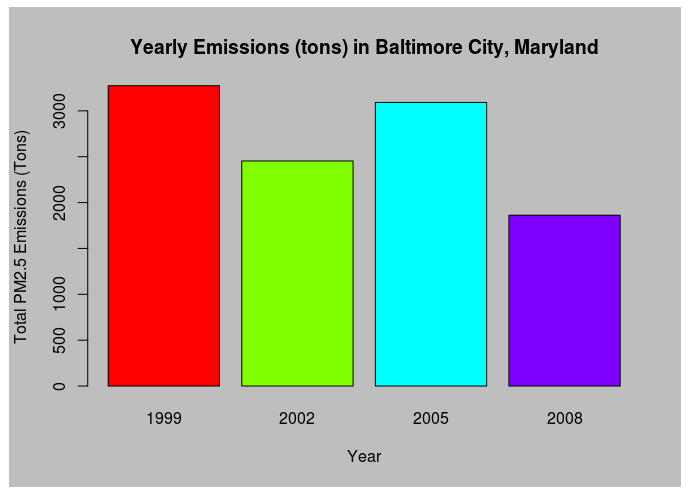 Yearly Emissions (tons) in Baltimore City, Maryland
Total PM2.5 Emissions (Tons)
3000
2000
1000
500
0
1999 2002 2005 2008
Year